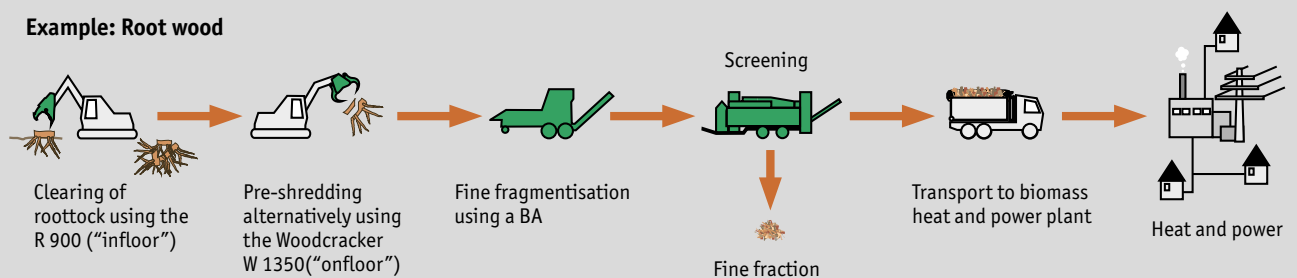 Example: Root wood
Clearing of
roottock using the
R 900 (“infloor”)
Pre-shredding
alternatively using
the Woodcracker
W 1350(“onfloor”)
Fine fragmentisation
using a BA
Screening
Fine fraction
Transport to biomass
heat and power plant
Heat and power